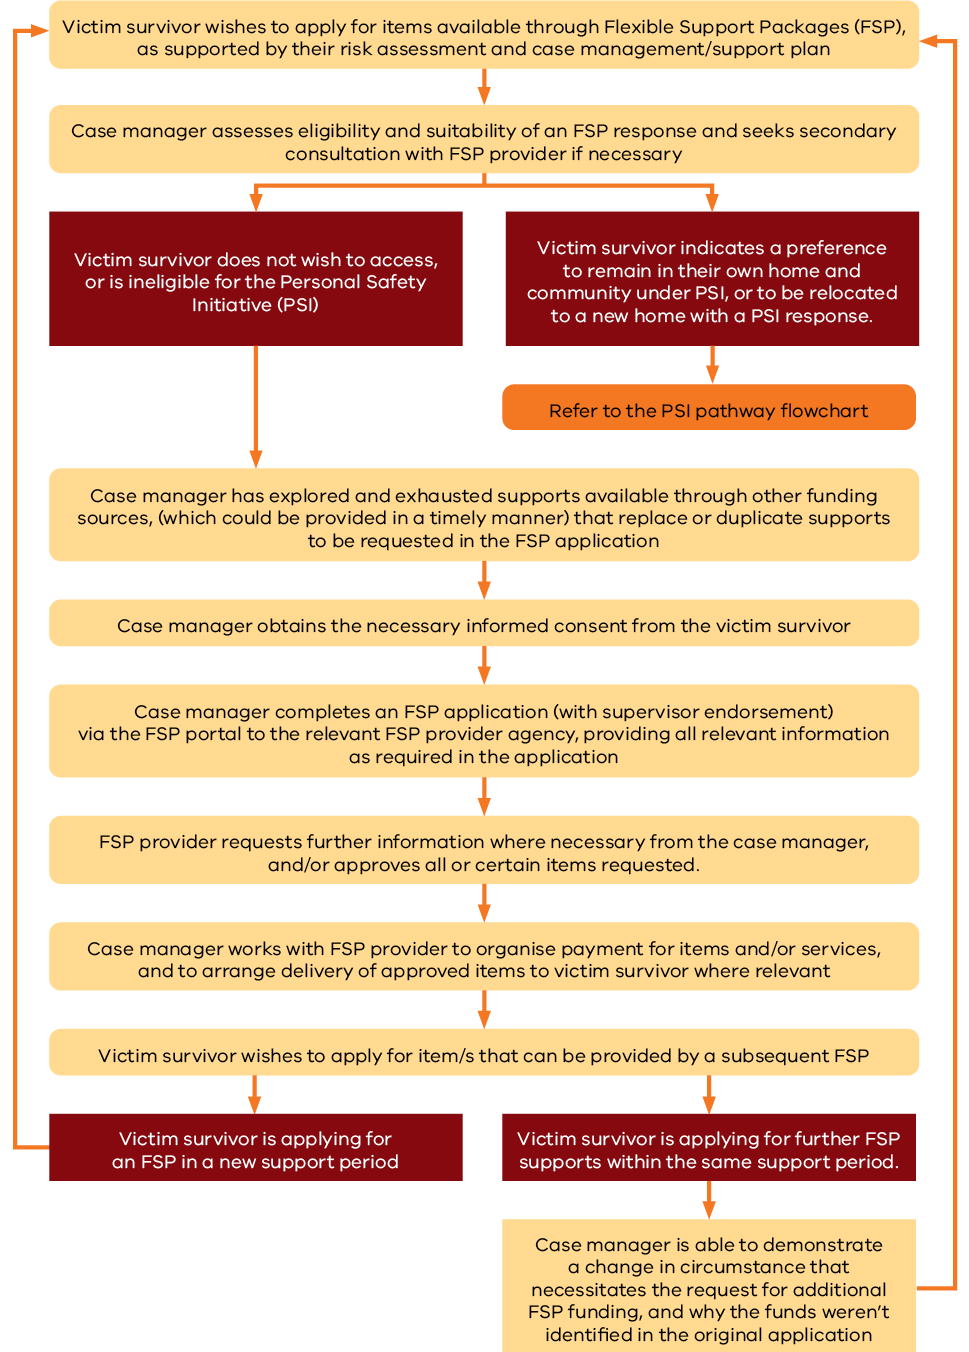 Victim survivor wishes to apply for items available through Flexible Support Packages (FSP),
as supported by their risk assessment and case management/support plan
Case manager assesses eligibility and suitability of an FSP response and seeks secondary
consultation with FSP provider if necessary
Victim survivor does not wish to access,
or is ineligible for the Personal Safety
Initiative (PSI)
Victim survivor indicates a preference
to remain in their own home and
community under PSI, or to be relocated
to a new home with a PSI response.
Refer to the PSI pathway flowchart
Case manager has explored and exhausted supports available through other funding
sources, (which could be provided in a timely manner) that replace or duplicate supports
to be requested in the FSP application
Case manager obtains the necessary informed consent from the victim survivor
Case manager completes an FSP application (with supervisor endorsement)
via the FSP portal to the relevant FSP provider agency, providing all relevant information
as required in the application
FSP provider requests further information where necessary from the case manager,
and/or approves all or certain items requested.
Case manager works with FSP provider to organise payment for items and/or services,
and to arrange delivery of approved items to victim survivor where relevant
Victim survivor wishes to apply for item/s that can be provided by a subsequent FSP
Victim survivor is applying for
an FSP in a new support period
Victim survivor is applying for further FSP
supports within the same support period.
Case manager is able to demonstrate
a change in circumstance that
necessitates the request for additional
FSP funding, and why the funds weren’t
identified in the original application